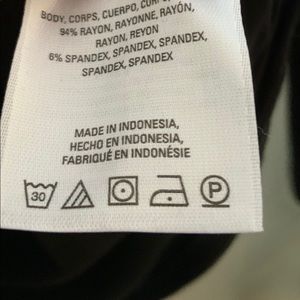 BODY, CORPS, CUERPO,
94% RAYON, RAYONNE, RAYÓN,
RAYON, REYON
6% SPANDEX, SPANDEX,
SPANDEX, SPANDEX
MADE IN INDONESIA,
HECHO EN INDONESIA,
FABRIQUÉ EN INDONÉSIE
30 P